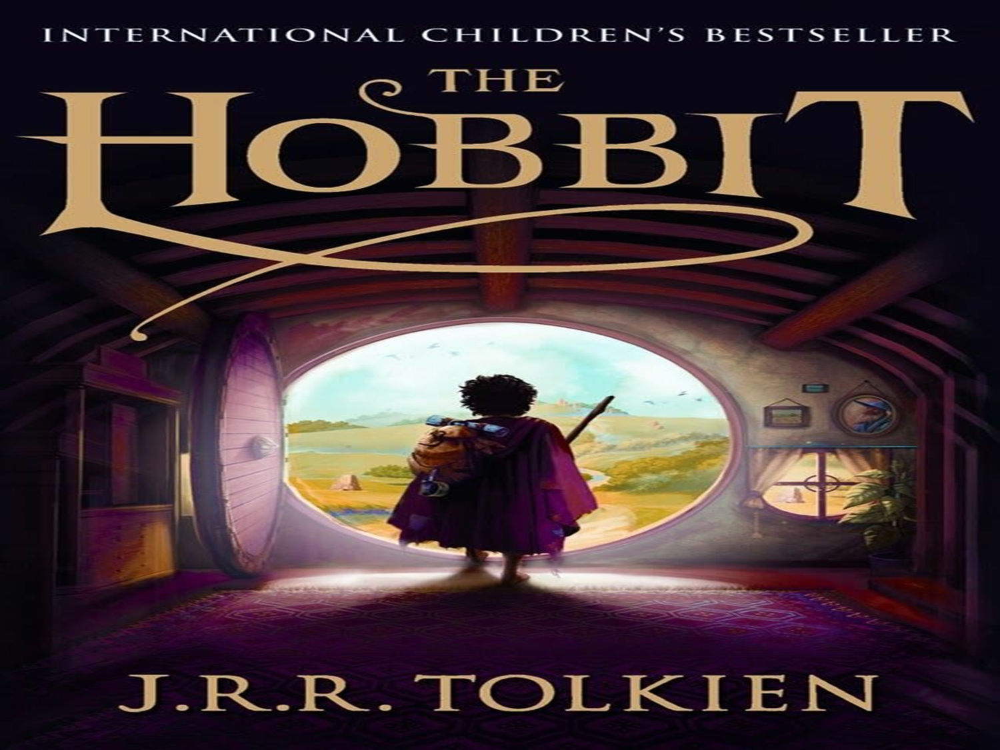 INTERNATIONAL CHILDREN'S BESTSELLER
THE
HOBBIT
J.R.R. TOLKIEN